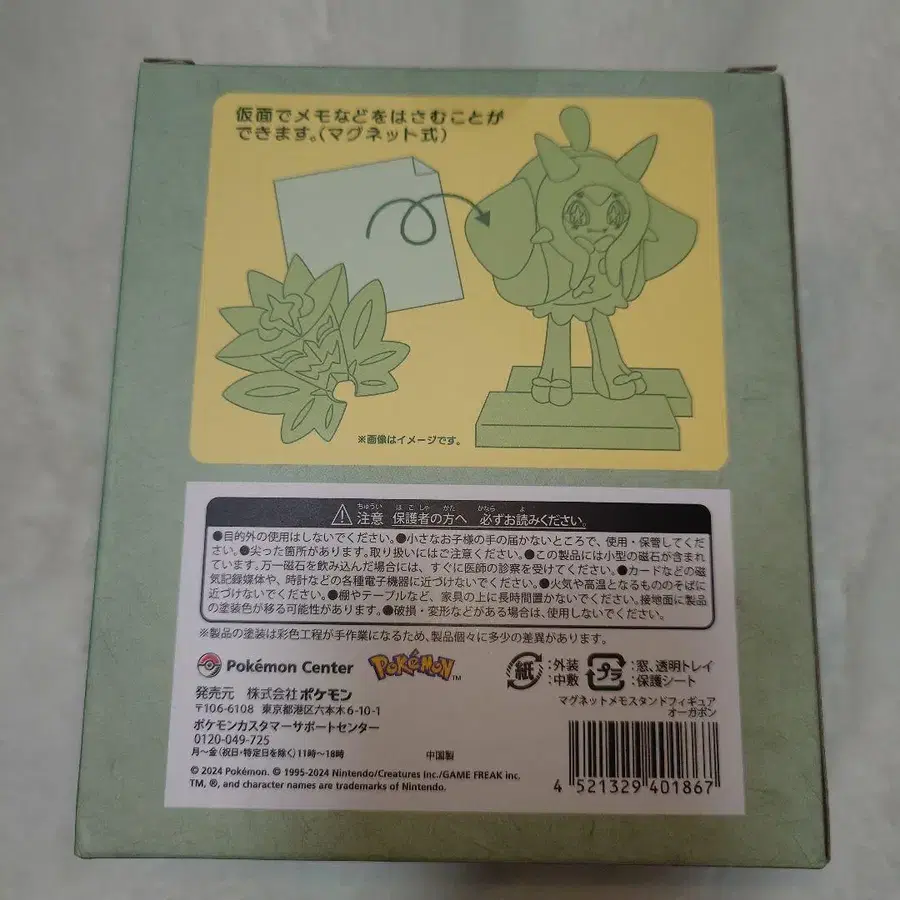 仮面でメモなどをはさむことが
できます。(マグネット式)
※画像はイメージです。
ちゅうい ほごしゃ かた かなら よ
注意 保護者の方へ 必ずお読みください。
●目的外の使用はしないでください。●小さなお子様の手の届かないところで、使用・保管してくだ
さい。●尖った箇所があります。取り扱いにはご注意ください。●この製品には小型の磁石が含まれ
ています。万一磁石を飲み込んだ場合には、すぐに医師の診察を受けてください。●カードなどの磁
気記録媒体や、時計などの各種電子機器に近づけないでください。●火気や高温となるもののそばに
近づけないでください。●棚やテーブルなど、家具の上に長時間置かないでください。接地面に製品
の塗装色が移る可能性があります。●破損・変形などがある場合は、使用しないでください。
※製品の塗装は彩色工程が手作業になるため、製品個々に多少の差異があります。
Pokémon Center POKéMON™
紙:外装
:中敷
プラ:窓、透明トレイ
:保護シート
発売元 株式会社ポケモン
〒106-6108 東京都港区六本木6-10-1
ポケモンカスタマーサポートセンター
0120-049-725
月~金(祝日・特定日を除く)11時~18時
中国製
マグネットメモスタンドフィギュア
オーガポン
© 2024 Pokémon. © 1995-2024 Nintendo/Creatures Inc./GAME FREAK inc.
TM, ®, and character names are trademarks of Nintendo.
4 521329 401867